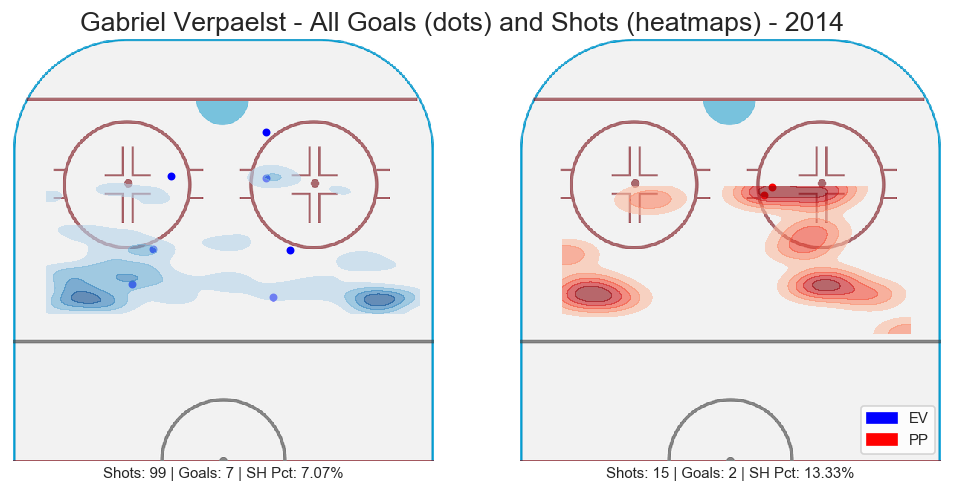 Gabriel Verpaelst - All Goals (dots) and Shots (heatmaps) - 2014
EV
PP
Shots: 99 | Goals: 7 | SH Pct: 7.07%
Shots: 15 | Goals: 2 | SH Pct: 13.33%